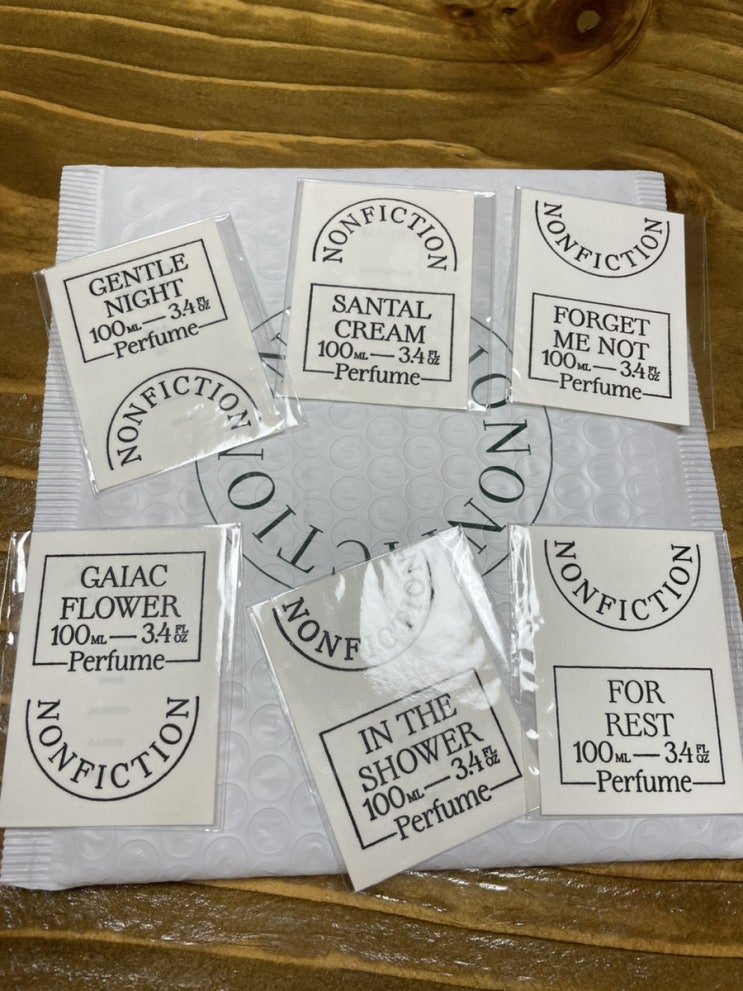 GENTLE
NIGHT
100ML — 3.4 FL OZ
Perfume
NONFICTION
NONFICTION
SANTAL
CREAM
100ML — 3.4 FL OZ
Perfume
NONFICTION
FORGET
ME NOT
100ML — 3.4 FL OZ
Perfume
NONFICTION
GAIAC
FLOWER
100ML — 3.4 FL OZ
Perfume
NONFICTION
NONFICTION
IN THE
SHOWER
100ML — 3.4 FL OZ
Perfume
NONFICTION
FOR
REST
100ML — 3.4 FL OZ
Perfume